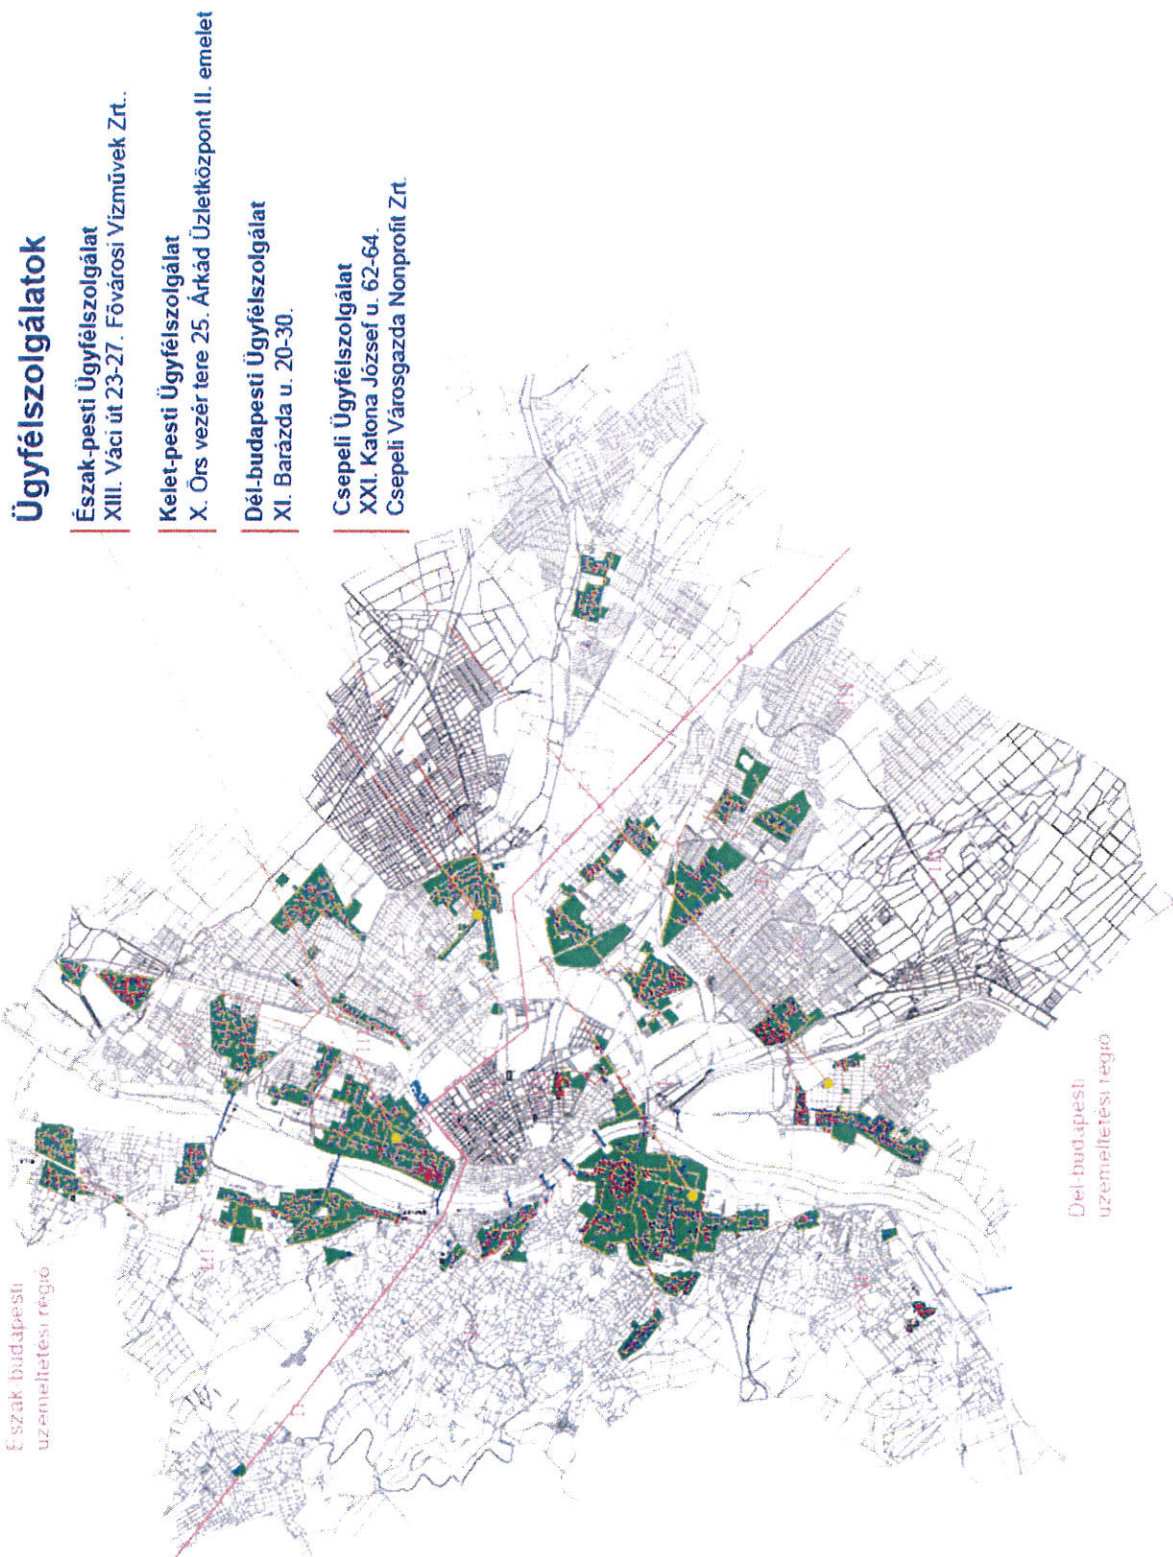 Ügyfélszolgálatok
Észak-pesti Ügyfélszolgálat
XIII. Váci út 23-27. Fővárosi Vízművek Zrt..
Kelet-pesti Ügyfélszolgálat
X. Örs vezér tere 25. Árkád Üzletközpont II. emelet
Dél-budapesti Ügyfélszolgálat
XI. Barázda u. 20-30.
Csepeli Ügyfélszolgálat
XXI. Katona József u. 62-64.
Csepeli Városgazda Nonprofit Zrt.
Észak-budapesti
üzemeltetési régió
Dél-budapesti
üzemeltetési régió